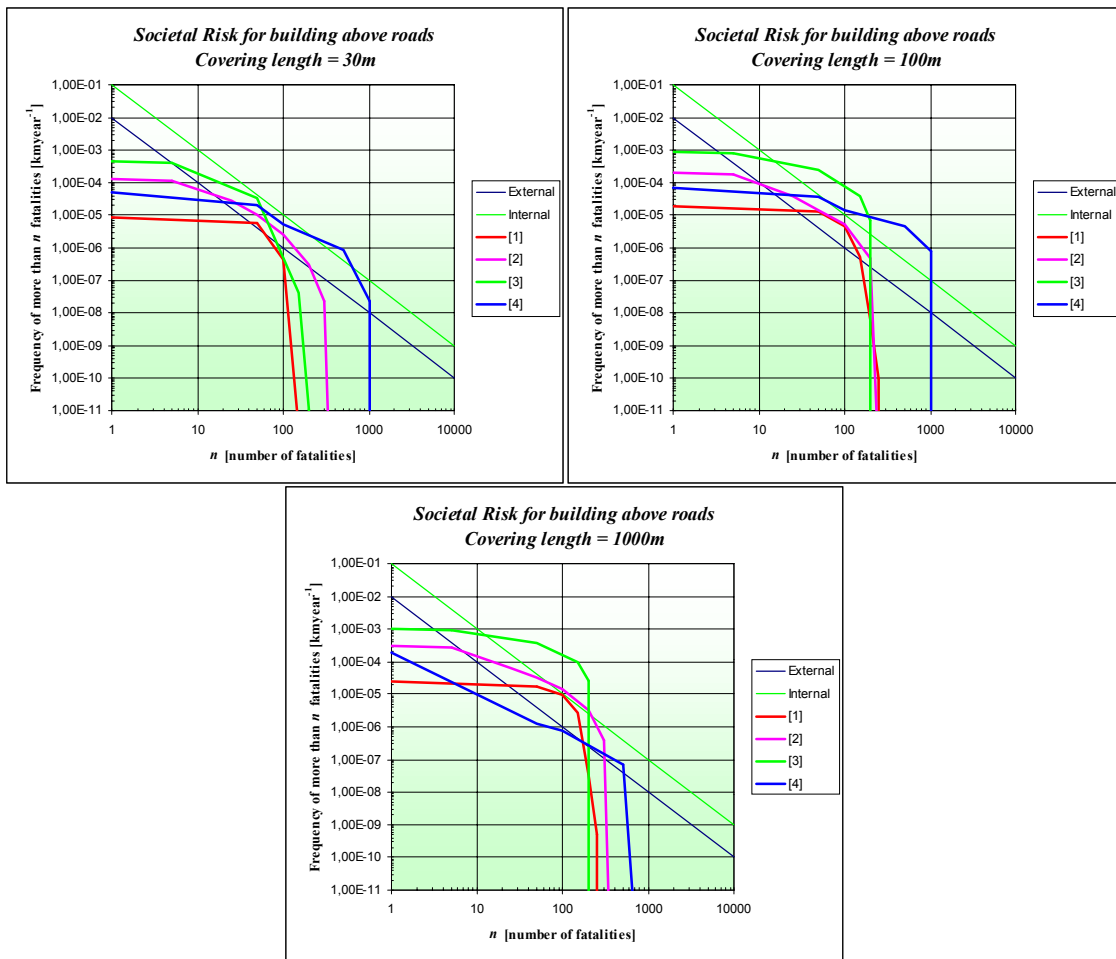 Societal Risk for building above roads
Covering length = 30m
Frequency of more than n fatalities [kmyear-1]
1,00E-01
1,00E-02
1,00E-03
1,00E-04
1,00E-05
1,00E-06
1,00E-07
1,00E-08
1,00E-09
1,00E-10
1,00E-11
1 10 100 1000 10000
n [number of fatalities]
External
Internal
[1]
[2]
[3]
[4]
Societal Risk for building above roads
Covering length = 100m
Frequency of more than n fatalities [kmyear-1]
1,00E-01
1,00E-02
1,00E-03
1,00E-04
1,00E-05
1,00E-06
1,00E-07
1,00E-08
1,00E-09
1,00E-10
1,00E-11
1 10 100 1000 10000
n [number of fatalities]
External
Internal
[1]
[2]
[3]
[4]
Societal Risk for building above roads
Covering length = 1000m
Frequency of more than n fatalities [kmyear-1]
1,00E-01
1,00E-02
1,00E-03
1,00E-04
1,00E-05
1,00E-06
1,00E-07
1,00E-08
1,00E-09
1,00E-10
1,00E-11
1 10 100 1000 10000
n [number of fatalities]
External
Internal
[1]
[2]
[3]
[4]